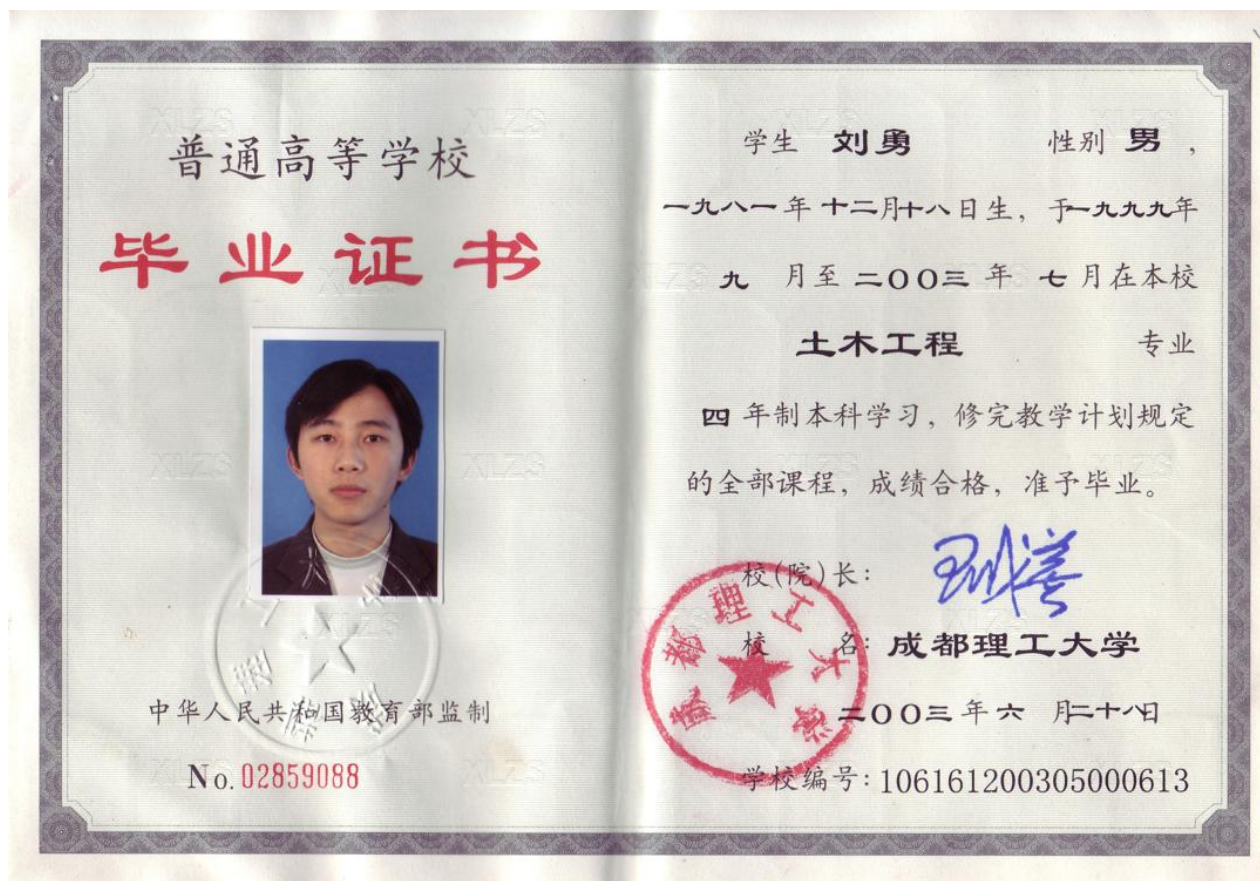 普通高等学校
毕业证书
中华人民共和国教育部监制
No. 02859088
学生 刘勇 性别 男,
一九八一年十二月十八日生, 于一九九九年
九 月至二〇〇三年 七月在本校
土木工程 专业
四年制本科学习, 修完教学计划规定
的全部课程, 成绩合格, 准予毕业。
校(院)长:
校 名: 成都理工大学
二〇〇三年六 月二十八日
学校编号: 106161200305000613
成都理工大学
XLZS